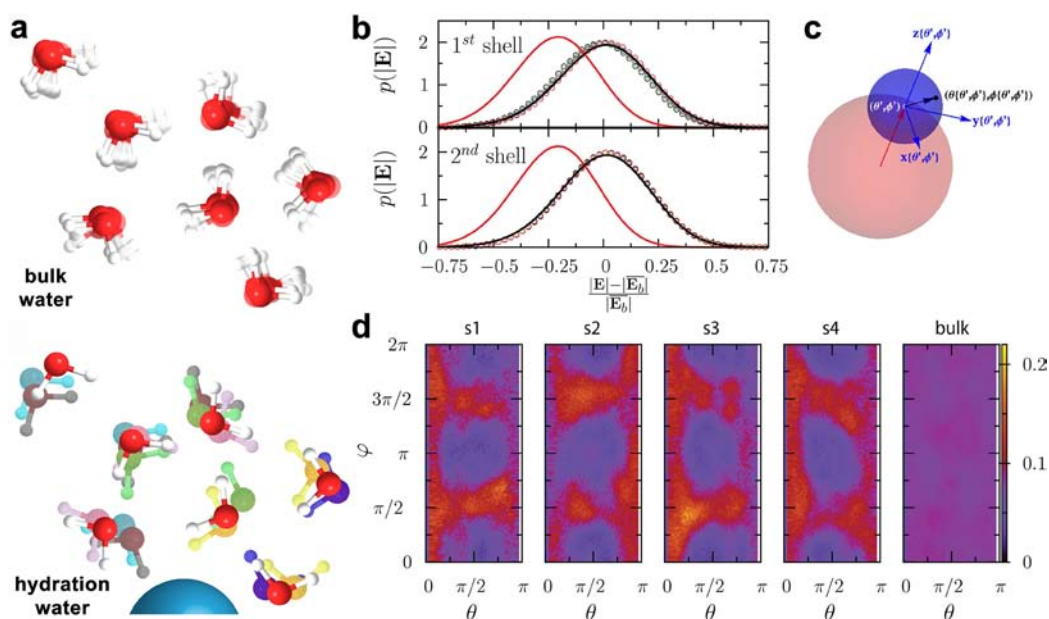 a
bulk
water
hydration
water
b
1st shell
p(|E|)
2
1
0
2nd shell
p(|E|)
2
1
0
−0.75 −0.5 −0.25 0 0.25 0.5 0.75
|E|−|E̅b̅|
|E̅b̅|
c
z{θ',φ'}
(θ{θ',φ'},φ{θ',φ'})
(θ',φ')
y{θ',φ'}
x{θ',φ'}
d
s1 s2 s3 s4 bulk
2π
3π/2
φ
π
π/2
0
0 π/2 π 0 π/2 π 0 π/2 π 0 π/2 π 0 π/2 π
θ θ θ θ θ
0.2
0.1
0